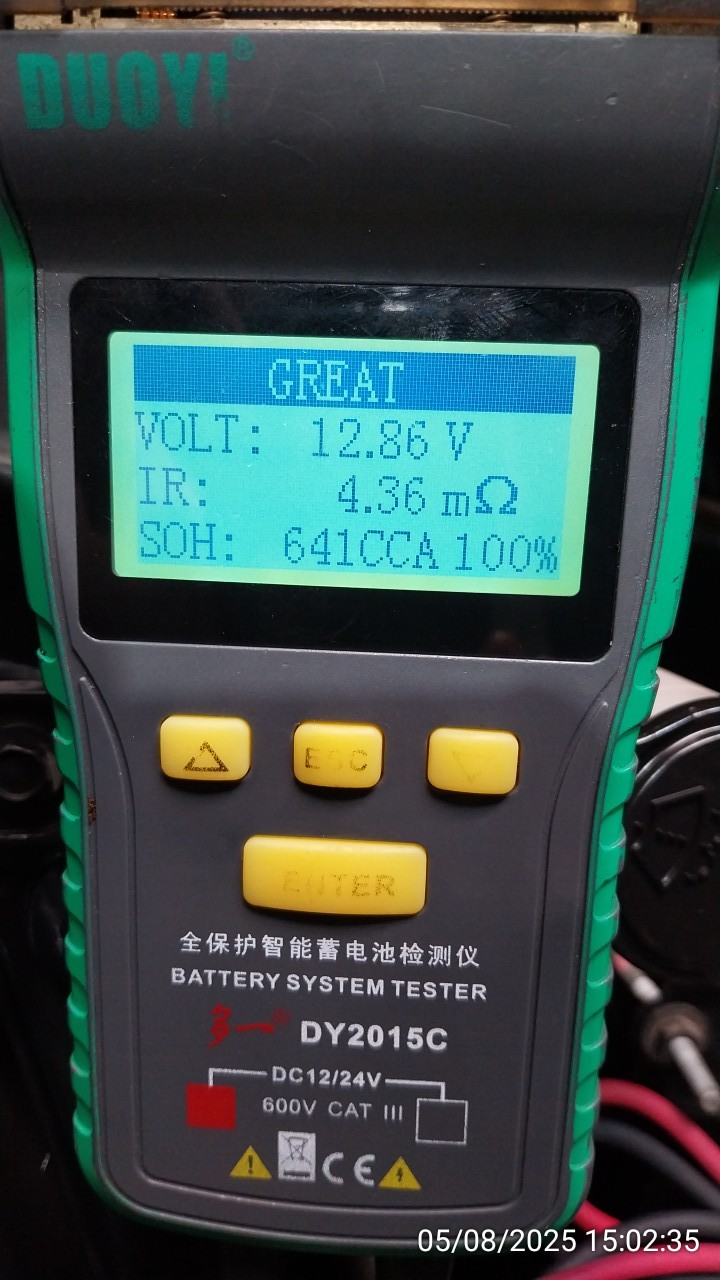 DUOYI®
GREAT
VOLT: 12.86 V
IR: 4.36 mΩ
SOH: 641CCA 100%
ESC
ENTER
全保护智能蓄电池检测仪
BATTERY SYSTEM TESTER
多一® DY2015C
DC12/24V
600V CAT III
CE
05/08/2025 15:02:35